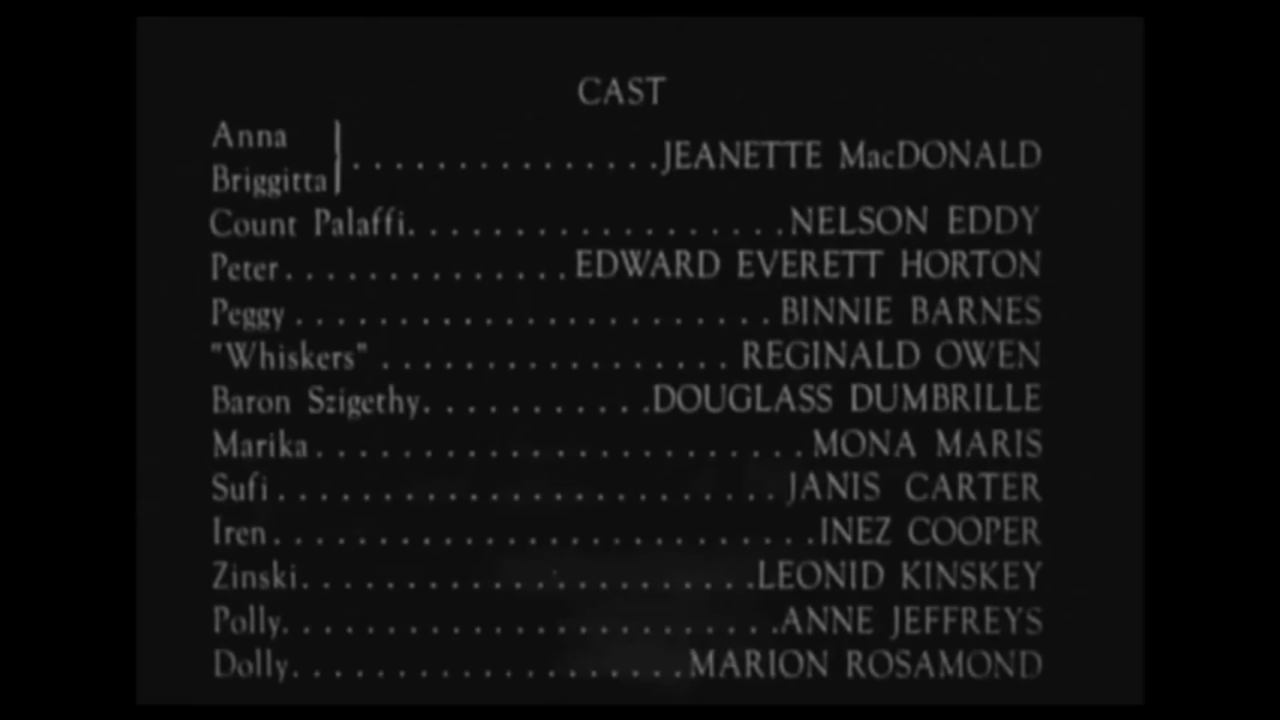 CAST
Anna
Briggitta . . . . . . . . . . . . . . . JEANETTE MacDONALD
Count Palaffi. . . . . . . . . . . . . . . . . . NELSON EDDY
Peter . . . . . . . . . . . . . . EDWARD EVERETT HORTON
Peggy . . . . . . . . . . . . . . . . . . . . . . . BINNIE BARNES
"Whiskers" . . . . . . . . . . . . . . . . . REGINALD OWEN
Baron Szigethy. . . . . . . . . . . DOUGLASS DUMBRILLE
Marika . . . . . . . . . . . . . . . . . . . . . . . . MONA MARIS
Sufi . . . . . . . . . . . . . . . . . . . . . . . . JANIS CARTER
Iren . . . . . . . . . . . . . . . . . . . . . . . . . . INEZ COOPER
Zinski. . . . . . . . . . . . . . . . . . . . . . LEONID KINSKEY
Polly. . . . . . . . . . . . . . . . . . . . . . . . ANNE JEFFREYS
Dolly. . . . . . . . . . . . . . . . . . . MARION ROSAMOND